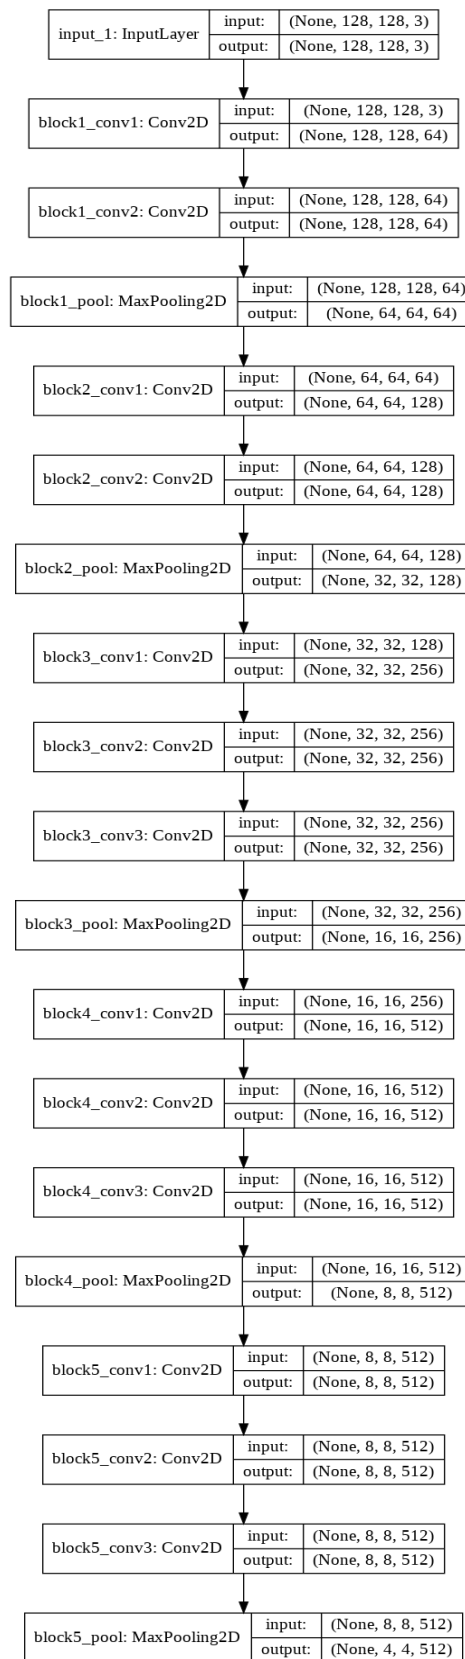 input_1: InputLayer
input: (None, 128, 128, 3)
output: (None, 128, 128, 3)
block1_conv1: Conv2D
input: (None, 128, 128, 3)
output: (None, 128, 128, 64)
block1_conv2: Conv2D
input: (None, 128, 128, 64)
output: (None, 128, 128, 64)
block1_pool: MaxPooling2D
input: (None, 128, 128, 64)
output: (None, 64, 64, 64)
block2_conv1: Conv2D
input: (None, 64, 64, 64)
output: (None, 64, 64, 128)
block2_conv2: Conv2D
input: (None, 64, 64, 128)
output: (None, 64, 64, 128)
block2_pool: MaxPooling2D
input: (None, 64, 64, 128)
output: (None, 32, 32, 128)
block3_conv1: Conv2D
input: (None, 32, 32, 128)
output: (None, 32, 32, 256)
block3_conv2: Conv2D
input: (None, 32, 32, 256)
output: (None, 32, 32, 256)
block3_conv3: Conv2D
input: (None, 32, 32, 256)
output: (None, 32, 32, 256)
block3_pool: MaxPooling2D
input: (None, 32, 32, 256)
output: (None, 16, 16, 256)
block4_conv1: Conv2D
input: (None, 16, 16, 256)
output: (None, 16, 16, 512)
block4_conv2: Conv2D
input: (None, 16, 16, 512)
output: (None, 16, 16, 512)
block4_conv3: Conv2D
input: (None, 16, 16, 512)
output: (None, 16, 16, 512)
block4_pool: MaxPooling2D
input: (None, 16, 16, 512)
output: (None, 8, 8, 512)
block5_conv1: Conv2D
input: (None, 8, 8, 512)
output: (None, 8, 8, 512)
block5_conv2: Conv2D
input: (None, 8, 8, 512)
output: (None, 8, 8, 512)
block5_conv3: Conv2D
input: (None, 8, 8, 512)
output: (None, 8, 8, 512)
block5_pool: MaxPooling2D
input: (None, 8, 8, 512)
output: (None, 4, 4, 512)